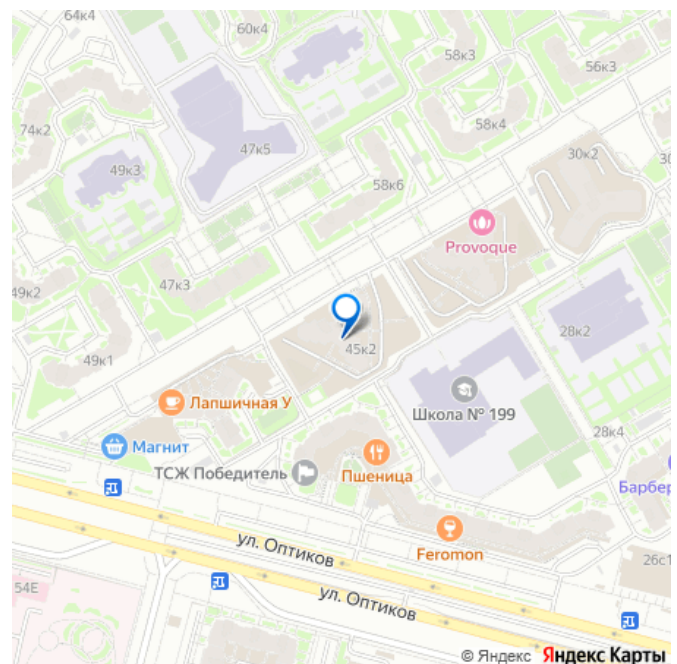 64к4
60к4
58к3
56к3
74к2
47к5
58к4
30к2
49к3
58к6
Provoque
47к3
49к2
28к2
45к2
49к1
Лапшичная У
Школа № 199
Магнит
28к4
ТСЖ Победитель
Пшеница
Барбер
ул. Оптиков
Feromon
26с1
54Е
ул. Оптиков
© Яндекс Яндекс Карты